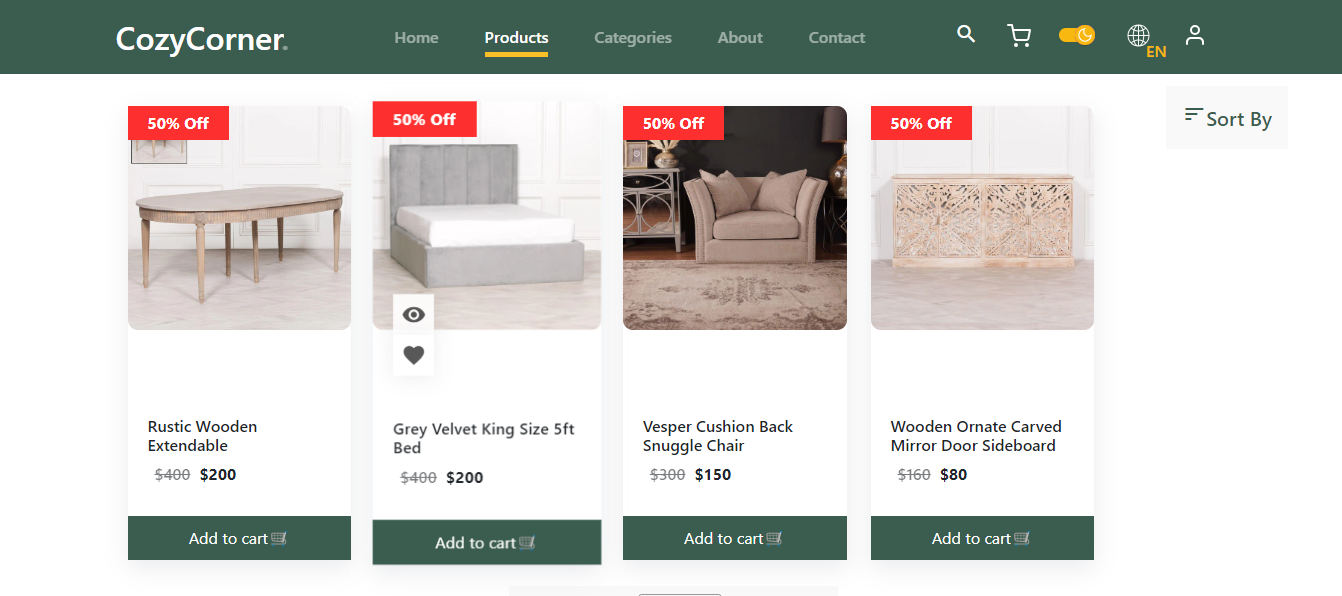 CozyCorner.
Home
Products
Categories
About
Contact
EN
50% Off
50% Off
50% Off
50% Off
Sort By
Rustic Wooden
Extendable
$400 $200
Add to cart
Grey Velvet King Size 5ft
Bed
$400 $200
Add to cart
Vesper Cushion Back
Snuggle Chair
$300 $150
Add to cart
Wooden Ornate Carved
Mirror Door Sideboard
$160 $80
Add to cart